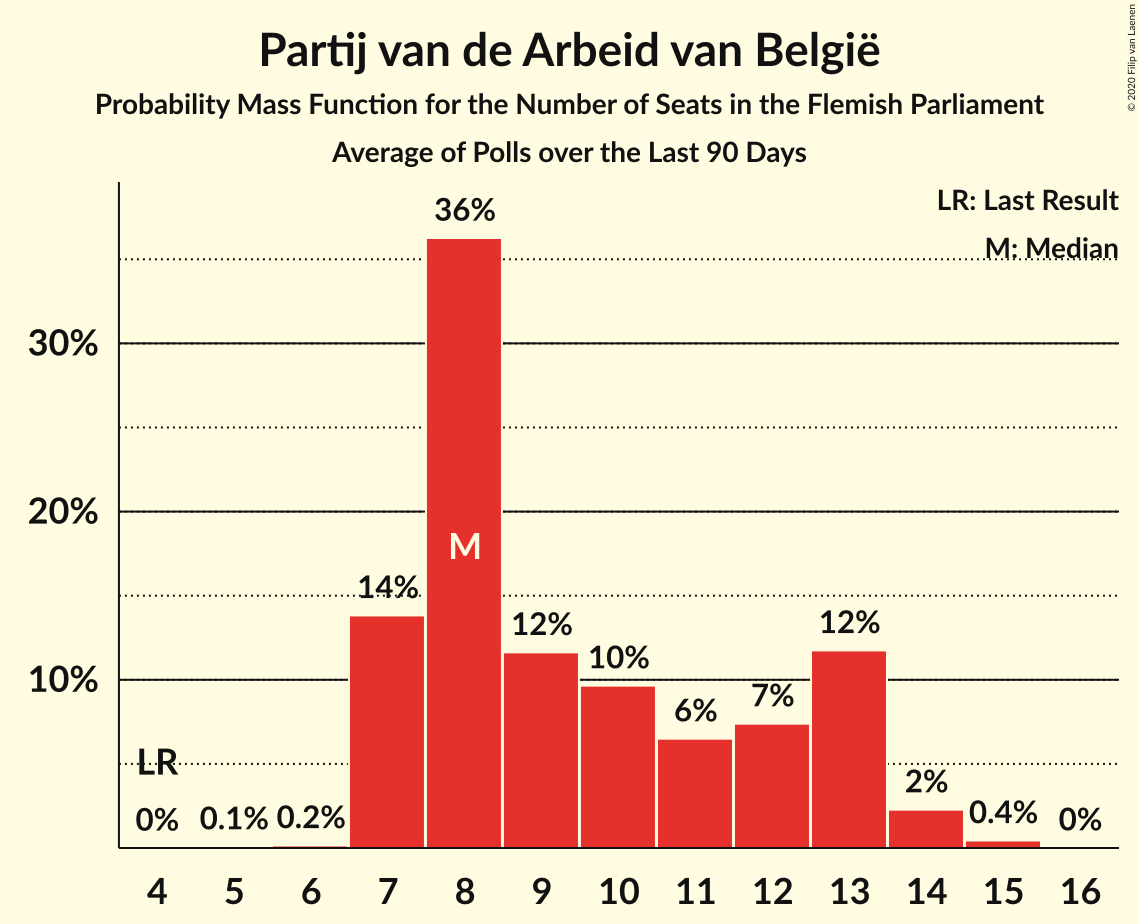 Partij van de Arbeid van België
Probability Mass Function for the Number of Seats in the Flemish Parliament
Average of Polls over the Last 90 Days
© 2020 Filip van Laenen
LR: Last Result
M: Median
36%
30%
20%
M
14%
12%
12%
10%
10%
6%
7%
LR
2%
0%
0.1%
0.2%
0.4%
0%
4 5 6 7 8 9 10 11 12 13 14 15 16